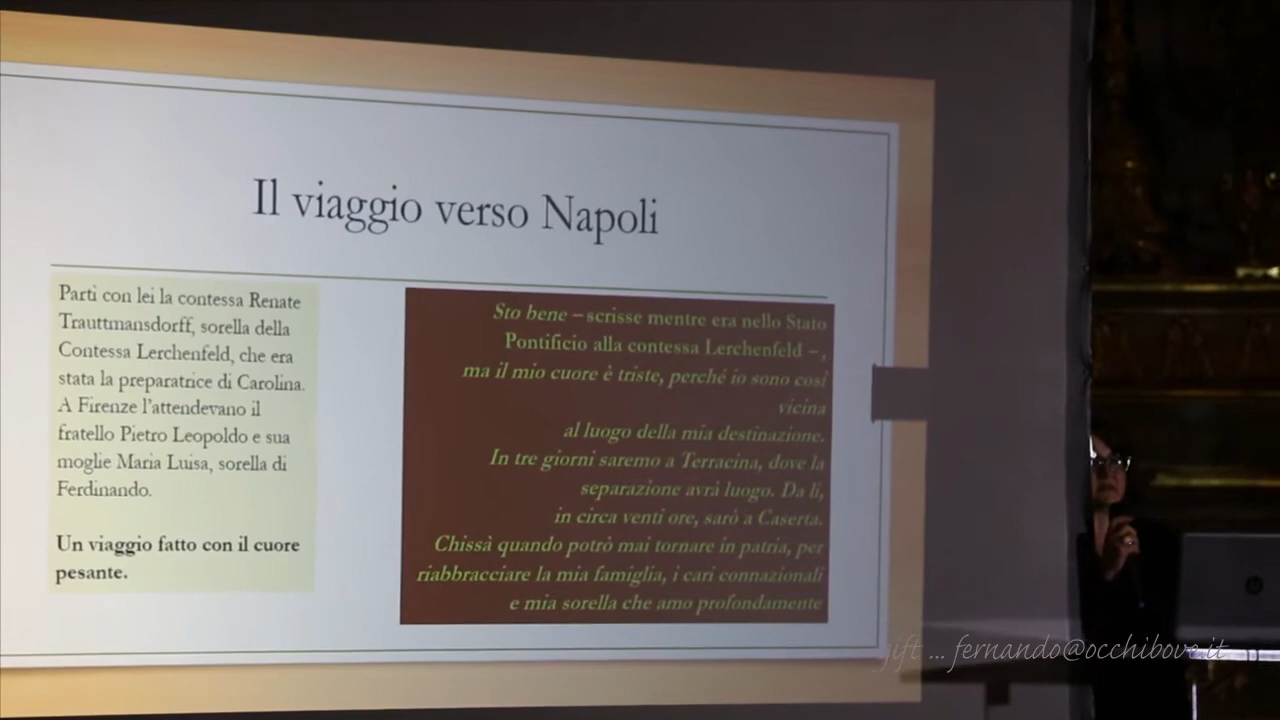 Il viaggio verso Napoli
Partì con lei la contessa Renate
Trauttmansdorff, sorella della
Contessa Lerchenfeld, che era
stata la preparatrice di Carolina.
A Firenze l'attendevano il
fratello Pietro Leopoldo e sua
moglie Maria Luisa, sorella di
Ferdinando.
Un viaggio fatto con il cuore
pesante.
Sto bene – scrisse mentre era nello Stato
Pontificio alla contessa Lerchenfeld – ,
ma il mio cuore è triste, perché io sono così
vicina
al luogo della mia destinazione.
In tre giorni saremo a Terracina, dove la
separazione avrà luogo. Da lì,
in circa venti ore, sarò a Caserta.
Chissà quando potrò mai tornare in patria, per
riabbracciare la mia famiglia, i cari connazionali
e mia sorella che amo profondamente
hp
gift ... fernando@occhibove.it